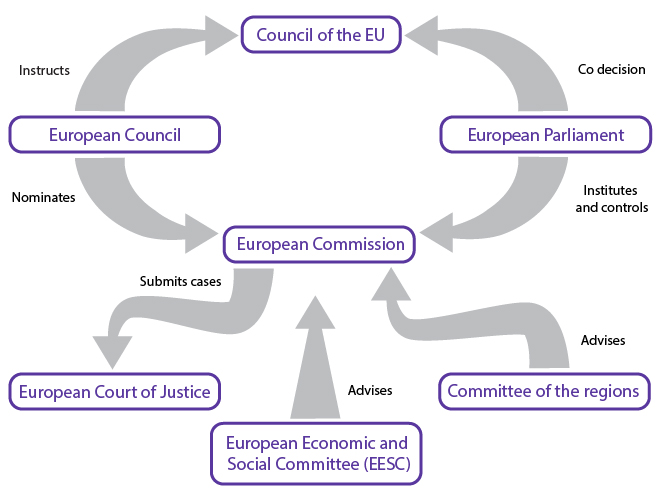 Council of the EU
Instructs
Co decision
European Council
European Parliament
Nominates
Institutes
and controls
European Commission
Submits cases
Advises
European Court of Justice
Advises
Committee of the regions
European Economic and
Social Committee (EESC)